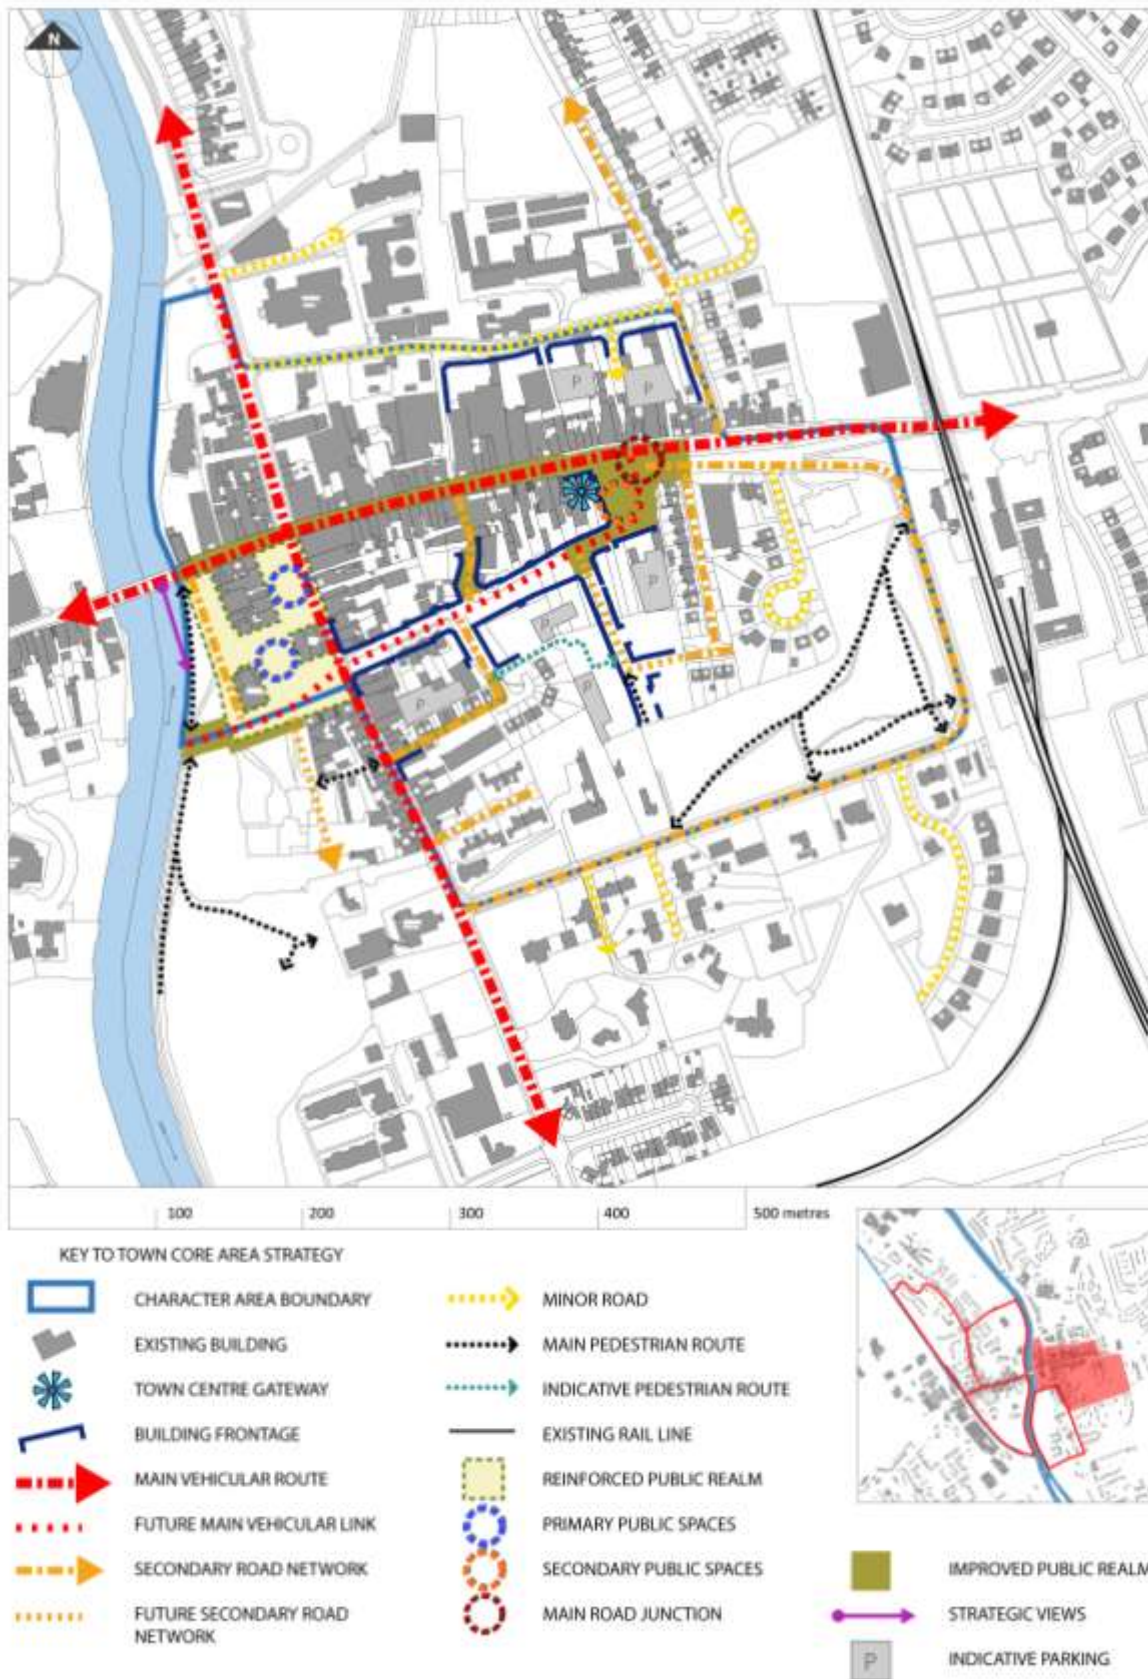 N
P
P
P
P
P
P
100
200
300
400
500 metres
KEY TO TOWN CORE AREA STRATEGY
CHARACTER AREA BOUNDARY
EXISTING BUILDING
TOWN CENTRE GATEWAY
BUILDING FRONTAGE
MAIN VEHICULAR ROUTE
FUTURE MAIN VEHICULAR LINK
SECONDARY ROAD NETWORK
FUTURE SECONDARY ROAD
NETWORK
MINOR ROAD
MAIN PEDESTRIAN ROUTE
INDICATIVE PEDESTRIAN ROUTE
EXISTING RAIL LINE
REINFORCED PUBLIC REALM
PRIMARY PUBLIC SPACES
SECONDARY PUBLIC SPACES
MAIN ROAD JUNCTION
IMPROVED PUBLIC REALM
STRATEGIC VIEWS
P
INDICATIVE PARKING